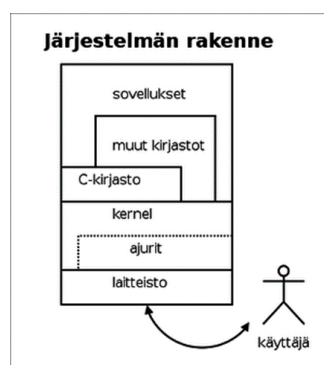 Järjestelmän rakenne
sovellukset
muut kirjastot
C-kirjasto
kernel
ajurit
laitteisto
käyttäjä